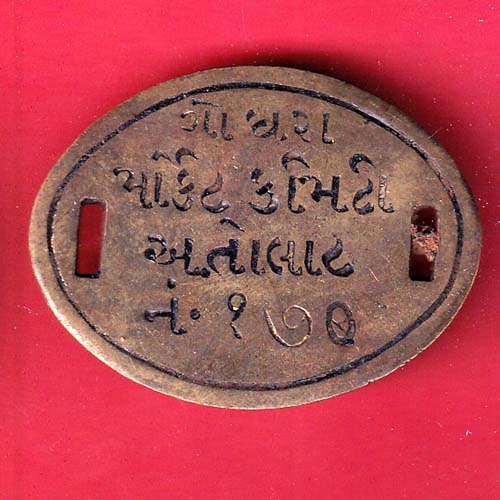 ગોધરા
માર્કેટ કમિટી
નં. ૧૭૦